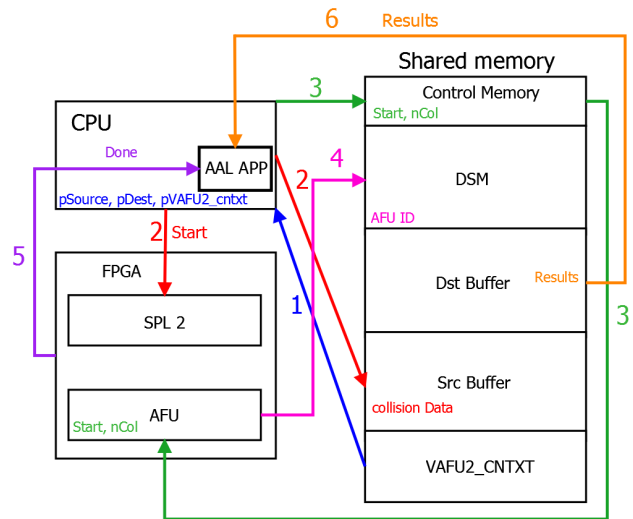 6
Results
Shared memory
3
Control Memory
Start, nCol
CPU
Done
AAL APP
4
2
DSM
pSource, pDest, pVAFU2_cntxt
AFU ID
2
Start
5
FPGA
Dst Buffer
Results
1
3
SPL 2
Src Buffer
collision Data
AFU
Start, nCol
VAFU2_CNTXT